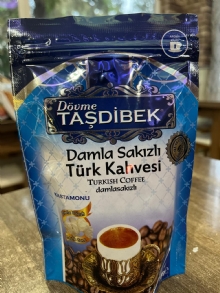 Dövme
TAŞDİBEK
Damla Sakızlı
Türk Kahvesi
TURKISH COFFEE
damlasakızlı
KASTAMONU